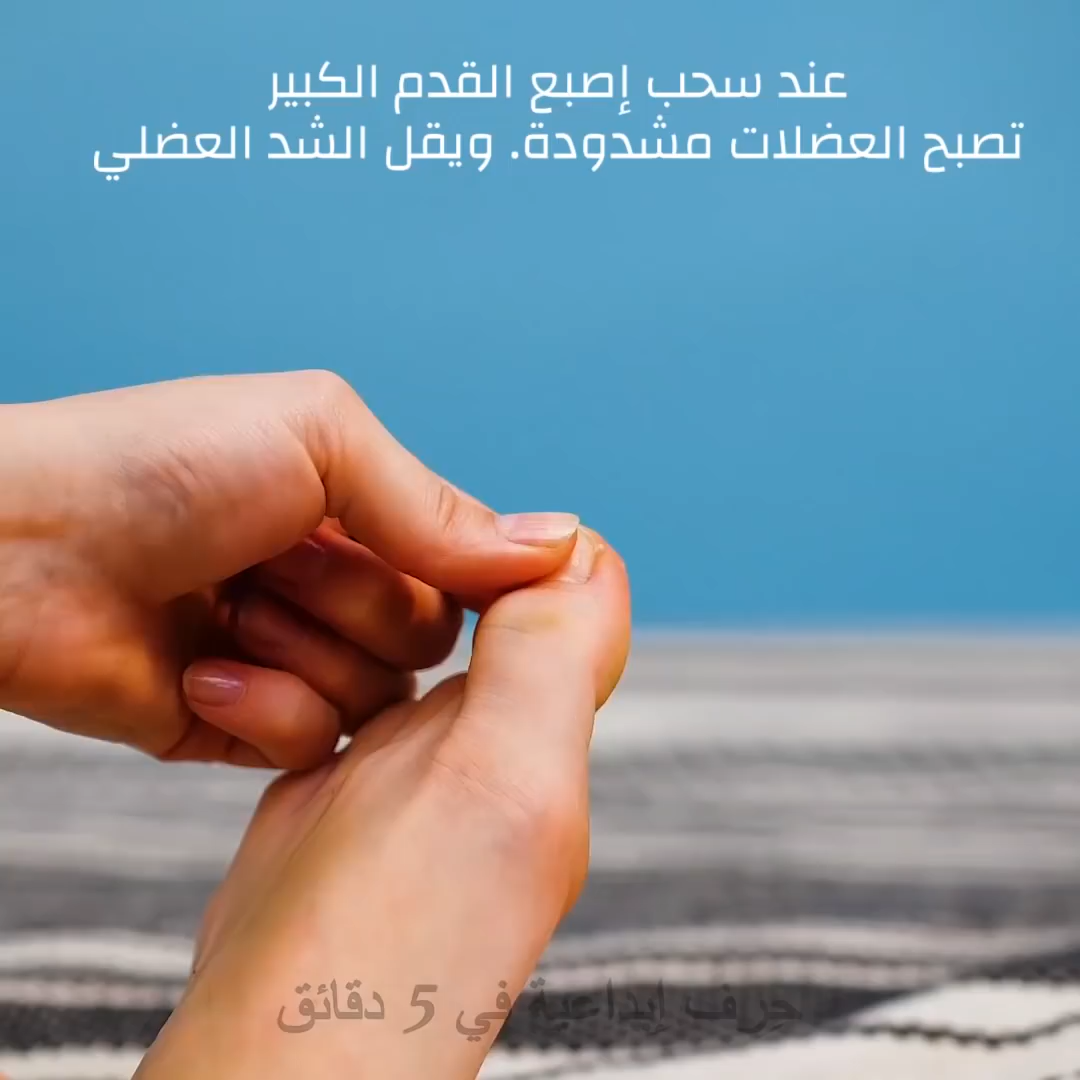 عند سحب إصبع القدم الكبير
تصبح العضلات مشدودة. ويقل الشد العضلي
حِرف إبداعية في 5 دقائق